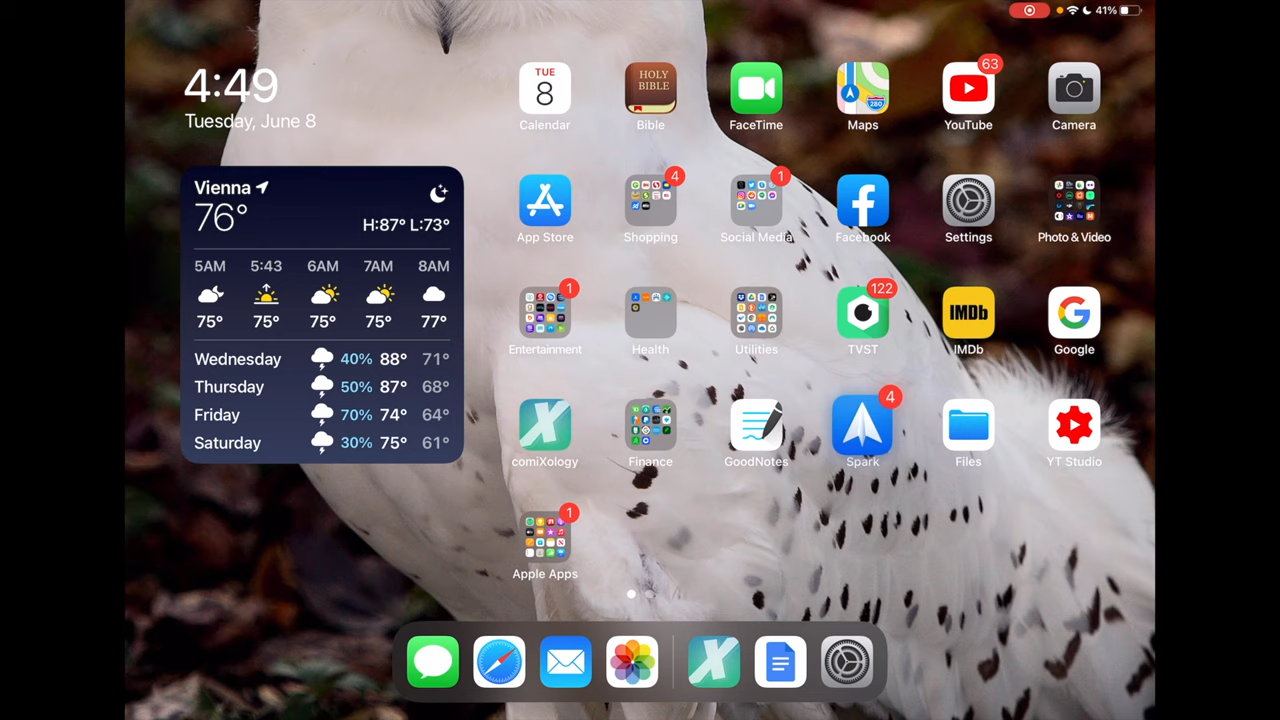 41%
4:49
Tuesday, June 8
Vienna
76°
H:87° L:73°
5AM 5:43 6AM 7AM 8AM
75° 75° 75° 75° 77°
Wednesday 40% 88° 71°
Thursday 50% 87° 68°
Friday 70% 74° 64°
Saturday 30% 75° 61°
TUE
8
HOLY
BIBLE
280
63
Calendar Bible FaceTime Maps YouTube Camera
4 1
App Store Shopping Social Media Facebook Settings Photo & Video
1 122
IMDb
Entertainment Health Utilities TVST IMDb Google
4
comiXology Finance GoodNotes Spark Files YT Studio
1
Apple Apps